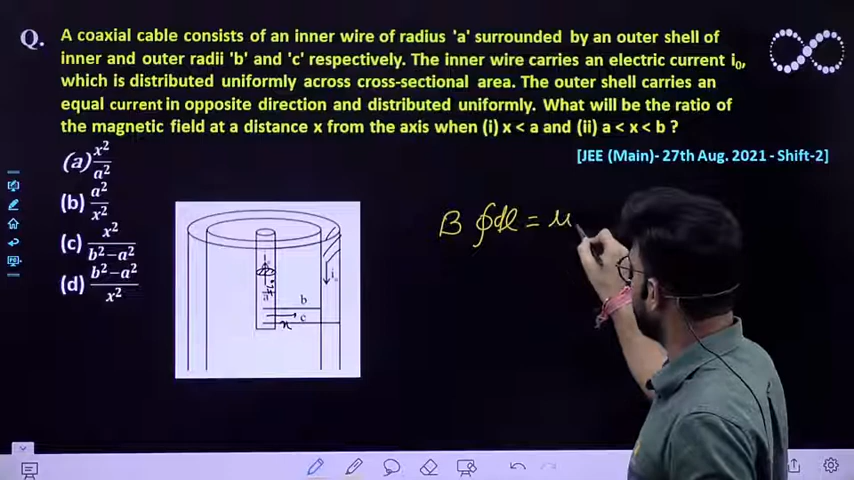 Q. A coaxial cable consists of an inner wire of radius 'a' surrounded by an outer shell of
inner and outer radii 'b' and 'c' respectively. The inner wire carries an electric current i₀,
which is distributed uniformly across cross-sectional area. The outer shell carries an
equal current in opposite direction and distributed uniformly. What will be the ratio of
the magnetic field at a distance x from the axis when (i) x < a and (ii) a < x < b ?
[JEE (Main)- 27th Aug. 2021 - Shift-2]
(a) x²/a²
(b) a²/x²
(c) x²/b²−a²
(d) b²−a²/x²
B ∮dl = μ
b
c
x